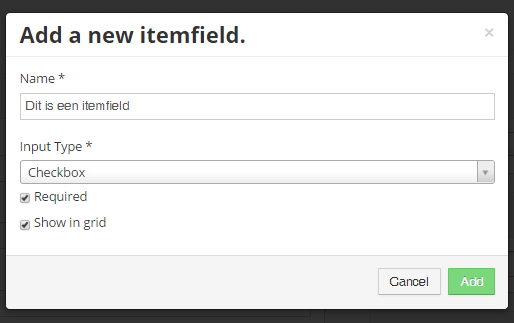 Add a new itemfield.
×
Name *
Dit is een itemfield
Input Type *
Checkbox
Required
Show in grid
Cancel Add